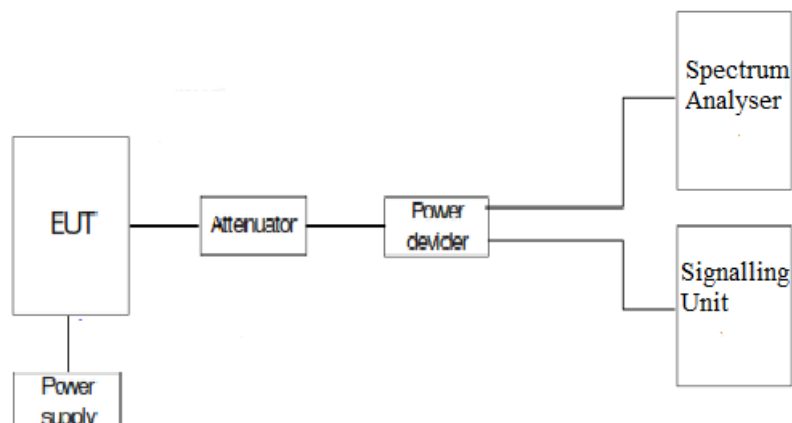 Spectrum
Analyser
EUT
Attenuator
Power
devider
Signalling
Unit
Power
supply